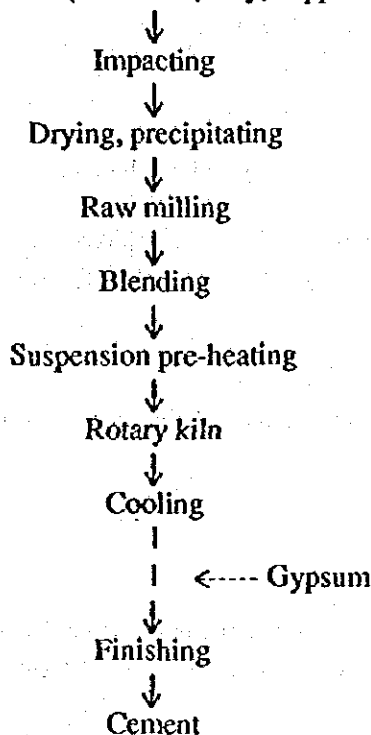 Impacting
Drying, precipitating
Raw milling
Blending
Suspension pre-heating
Rotary kiln
Cooling
<----- Gypsum
Finishing
Cement